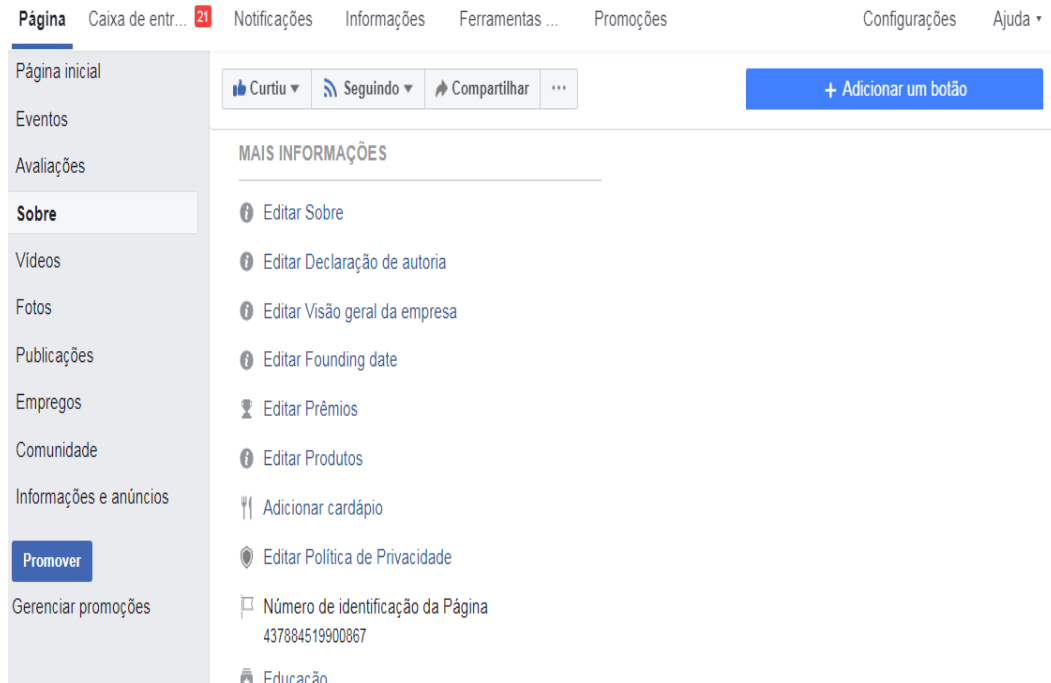 Página Caixa de entr... 21 Notificações Informações Ferramentas ... Promoções Configurações Ajuda
Página inicial
Eventos
Avaliações
Sobre
Vídeos
Fotos
Publicações
Empregos
Comunidade
Informações e anúncios
Promover
Gerenciar promoções
Curtiu Seguindo Compartilhar ...
+ Adicionar um botão
MAIS INFORMAÇÕES
Editar Sobre
Editar Declaração de autoria
Editar Visão geral da empresa
Editar Founding date
Editar Prêmios
Editar Produtos
Adicionar cardápio
Editar Política de Privacidade
Número de identificação da Página
437884519900867
Educação